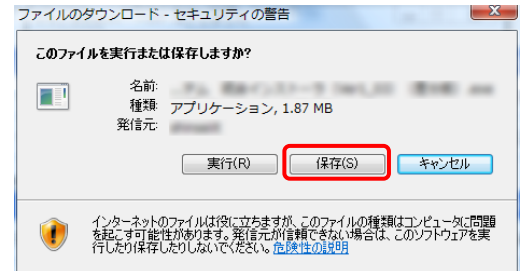 ファイルのダウンロード - セキュリティの警告
このファイルを実行または保存しますか?
名前:
種類: アプリケーション, 1.87 MB
発信元:
実行(R) 保存(S) キャンセル
インターネットのファイルは役に立ちますが、このファイルの種類はコンピュータに問題
を起こす可能性があります。発信元が信頼できない場合は、このソフトウェアを実
行したり保存したりしないでください。危険性の説明